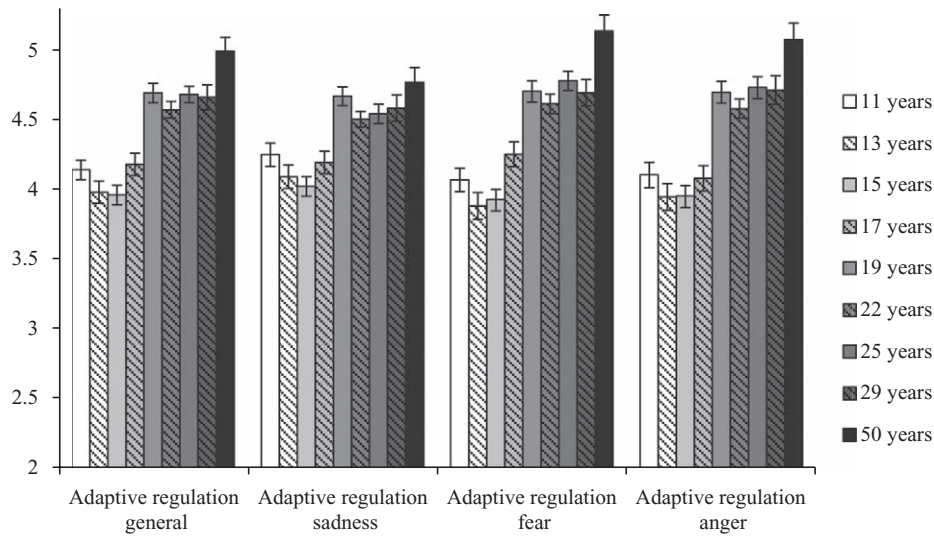 5
4.5
4
3.5
3
2.5
2
Adaptive regulation
general
Adaptive regulation
sadness
Adaptive regulation
fear
Adaptive regulation
anger
11 years
13 years
15 years
17 years
19 years
22 years
25 years
29 years
50 years